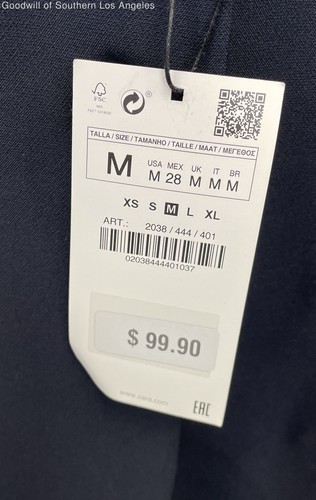 Goodwill of Southern Los Angeles
FSC
TALLA / SIZE / TAMANHO / TAILLE / MAAT / ΜΕΓΕΘΟΣ
M
USA MEX UK IT BR
M 28 M M M
XS S M L XL
ART.: 2038 / 444 / 401
02038444401037
$ 99.90
www.zara.com
EAC